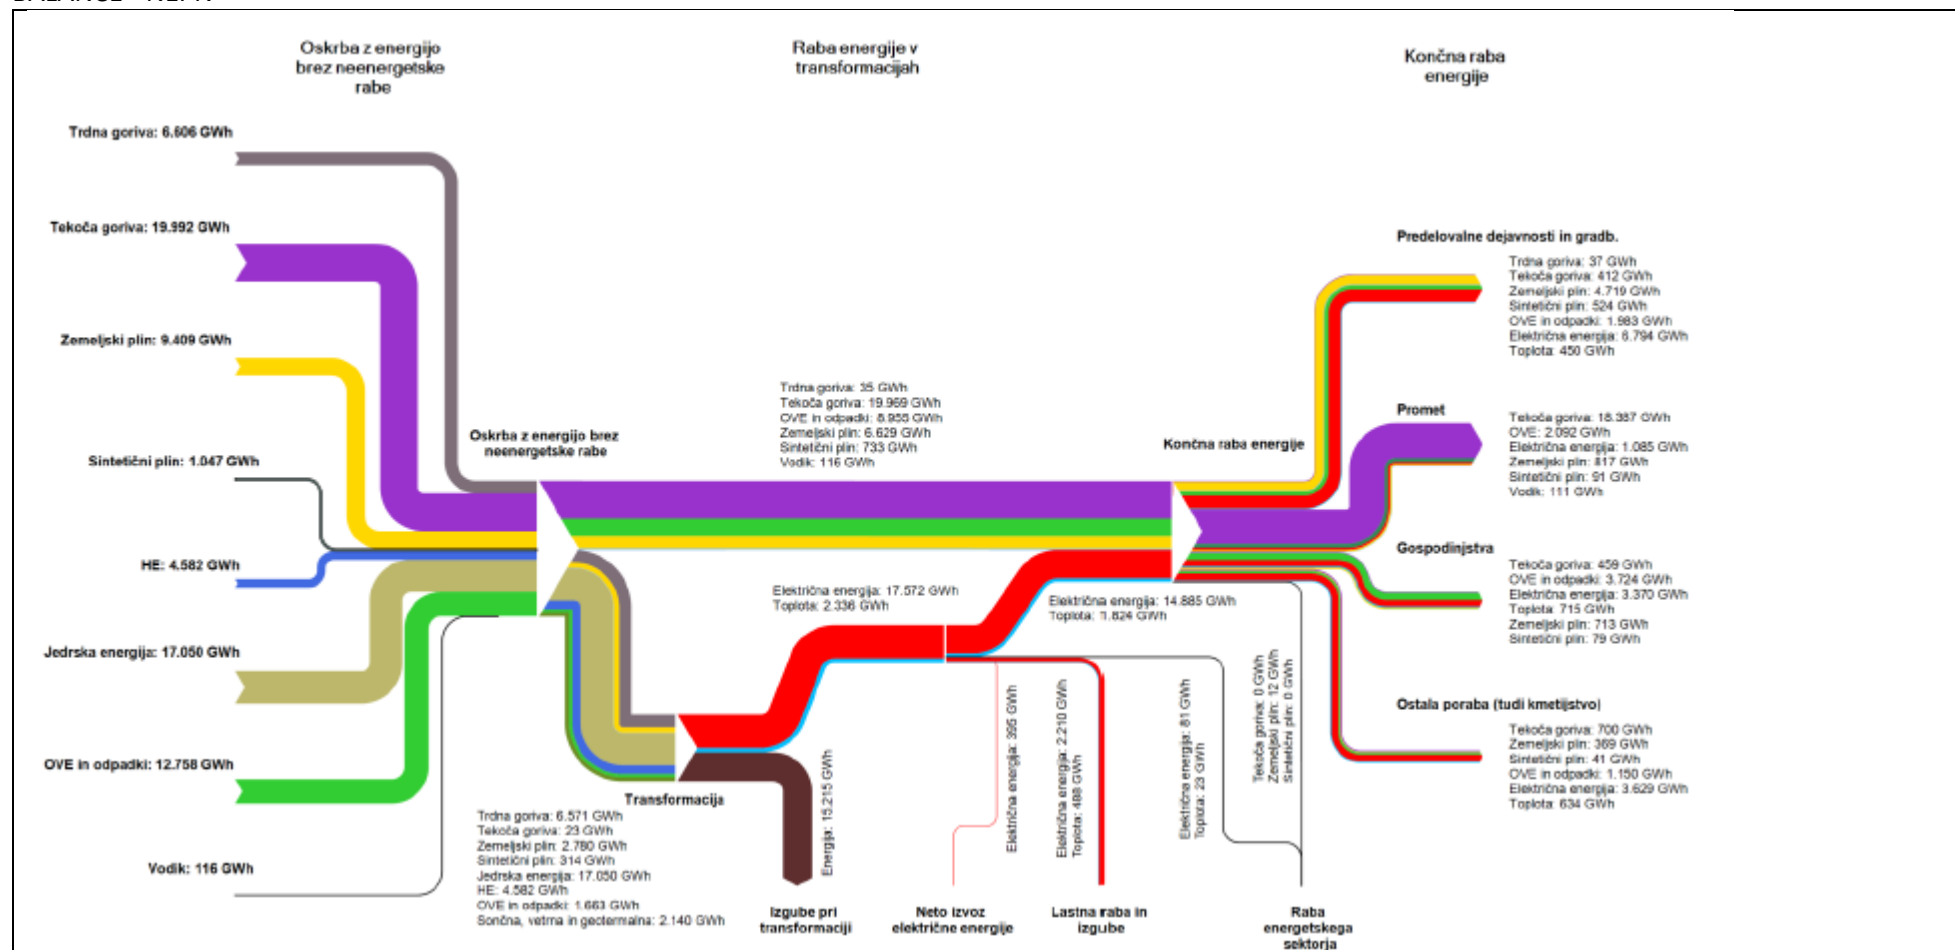 Oskrba z energijo
brez neenergetske
rabe
Raba energije v
transformacijah
Končna raba
energije
Trdna goriva: 6.606 GWh
Tekoča goriva: 19.992 GWh
Zemeljski plin: 9.409 GWh
Sintetični plin: 1.047 GWh
HE: 4.582 GWh
Jedrska energija: 17.050 GWh
OVE in odpadki: 12.758 GWh
Vodik: 116 GWh
Oskrba z energijo brez
neenergetske rabe
Trdna goriva: 35 GWh
Tekoča goriva: 19.969 GWh
OVE in odpadki: 8.955 GWh
Zemeljski plin: 6.629 GWh
Sintetični plin: 733 GWh
Vodik: 116 GWh
Končna raba energije
Električna energija: 17.572 GWh
Toplota: 2.336 GWh
Električna energija: 14.885 GWh
Toplota: 1.824 GWh
Transformacija
Trdna goriva: 6.571 GWh
Tekoča goriva: 23 GWh
Zemeljski plin: 2.780 GWh
Sintetični plin: 314 GWh
Jedrska energija: 17.050 GWh
HE: 4.582 GWh
OVE in odpadki: 1.663 GWh
Sončna, vetrna in geotermalna: 2.140 GWh
Energija: 15.215 GWh
Izgube pri
transformaciji
Električna energija: 395 GWh
Neto izvoz
električne energije
Električna energija: 2.210 GWh
Toplota: 488 GWh
Lastna raba in
izgube
Električna energija: 81 GWh
Toplota: 23 GWh
Tekoča goriva: 0 GWh
Zemeljski plin: 12 GWh
Sintetični plin: 0 GWh
Raba
energetskega
sektorja
Predelovalne dejavnosti in gradb.
Trdna goriva: 37 GWh
Tekoča goriva: 412 GWh
Zemeljski plin: 4.719 GWh
Sintetični plin: 524 GWh
OVE in odpadki: 1.983 GWh
Električna energija: 6.794 GWh
Toplota: 450 GWh
Promet
Tekoča goriva: 18.387 GWh
OVE: 2.092 GWh
Električna energija: 1.085 GWh
Zemeljski plin: 817 GWh
Sintetični plin: 91 GWh
Vodik: 111 GWh
Gospodinjstva
Tekoča goriva: 459 GWh
OVE in odpadki: 3.724 GWh
Električna energija: 3.370 GWh
Toplota: 715 GWh
Zemeljski plin: 713 GWh
Sintetični plin: 79 GWh
Ostala poraba (tudi kmetijstvo)
Tekoča goriva: 700 GWh
Zemeljski plin: 369 GWh
Sintetični plin: 41 GWh
OVE in odpadki: 1.150 GWh
Električna energija: 3.629 GWh
Toplota: 634 GWh